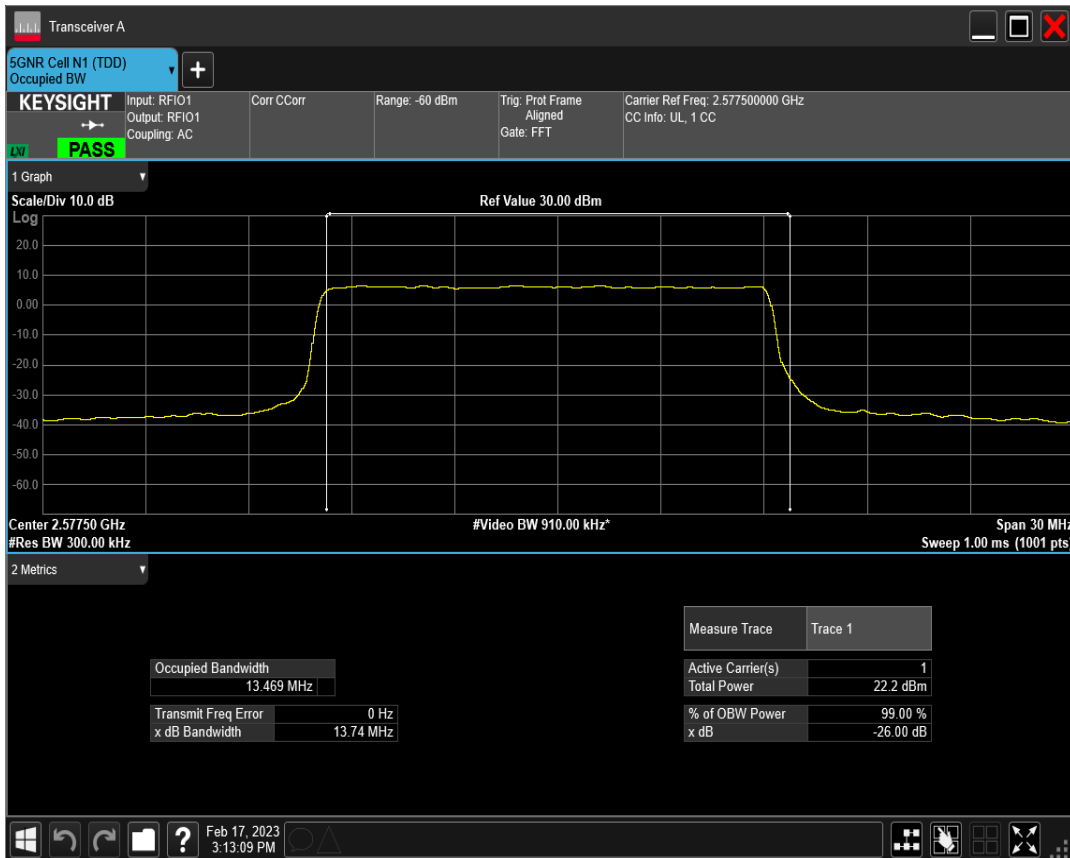 Transceiver A
5GNR Cell N1 (TDD)
Occupied BW
+
KEYSIGHT
LXI
PASS
Input: RFIO1
Output: RFIO1
Coupling: AC
Corr CCorr
Range: -60 dBm
Trig: Prot Frame
Aligned
Gate: FFT
Carrier Ref Freq: 2.577500000 GHz
CC Info: UL, 1 CC
1 Graph
Scale/Div 10.0 dB
Ref Value 30.00 dBm
Log
20.0
10.0
0.00
-10.0
-20.0
-30.0
-40.0
-50.0
-60.0
Center 2.57750 GHz
#Video BW 910.00 kHz*
Span 30 MHz
#Res BW 300.00 kHz
Sweep 1.00 ms (1001 pts)
2 Metrics
Measure Trace Trace 1
Occupied Bandwidth
13.469 MHz
Active Carrier(s) 1
Total Power 22.2 dBm
Transmit Freq Error 0 Hz
x dB Bandwidth 13.74 MHz
% of OBW Power 99.00 %
x dB -26.00 dB
?
Feb 17, 2023
3:13:09 PM